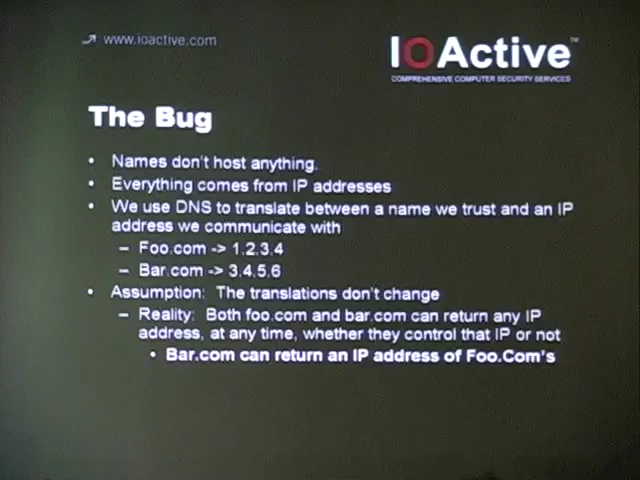 www.ioactive.com
IOActive™
COMPREHENSIVE COMPUTER SECURITY SERVICES
The Bug
• Names don't host anything.
• Everything comes from IP addresses
• We use DNS to translate between a name we trust and an IP
address we communicate with
– Foo.com -> 1.2.3.4
– Bar.com -> 3.4.5.6
• Assumption: The translations don't change
– Reality: Both foo.com and bar.com can return any IP
address, at any time, whether they control that IP or not
• Bar.com can return an IP address of Foo.Com's